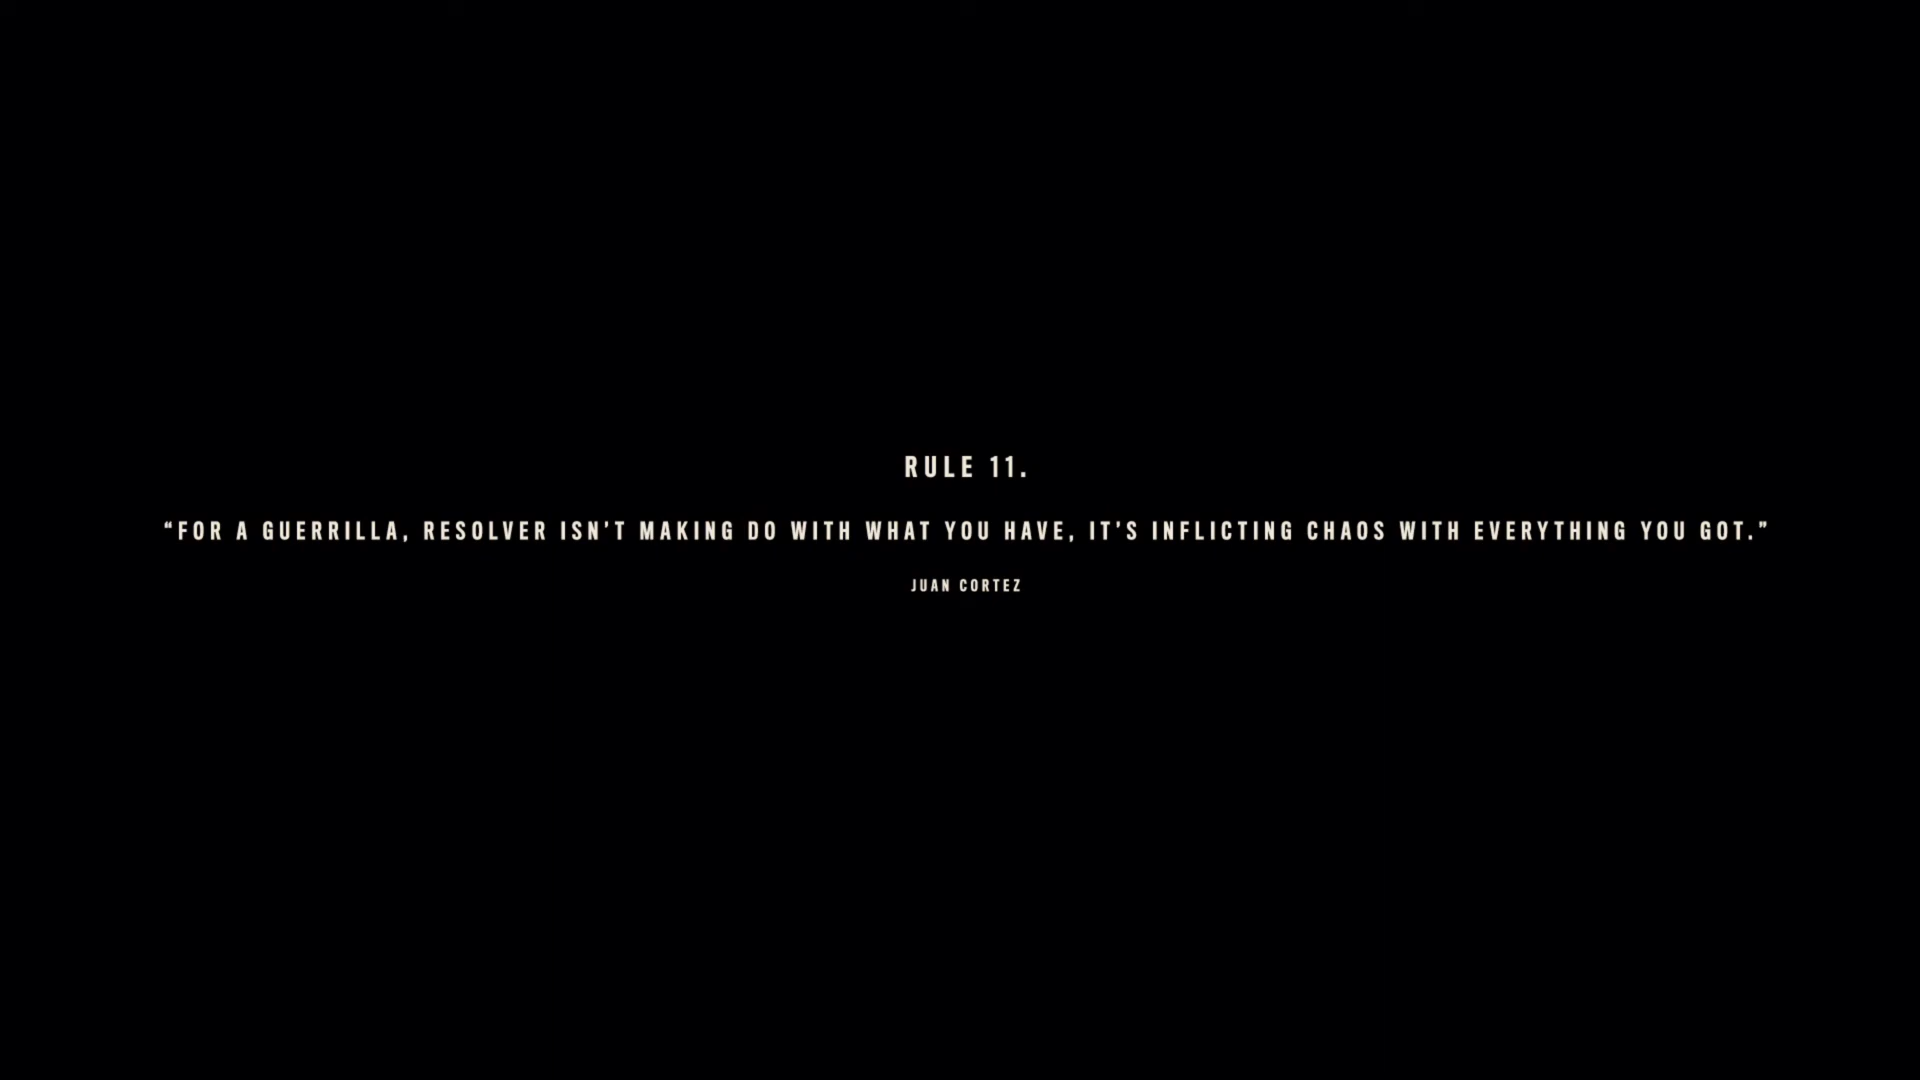 RULE 11.
“FOR A GUERRILLA, RESOLVER ISN’T MAKING DO WITH WHAT YOU HAVE, IT’S INFLICTING CHAOS WITH EVERYTHING YOU GOT.”
JUAN CORTEZ